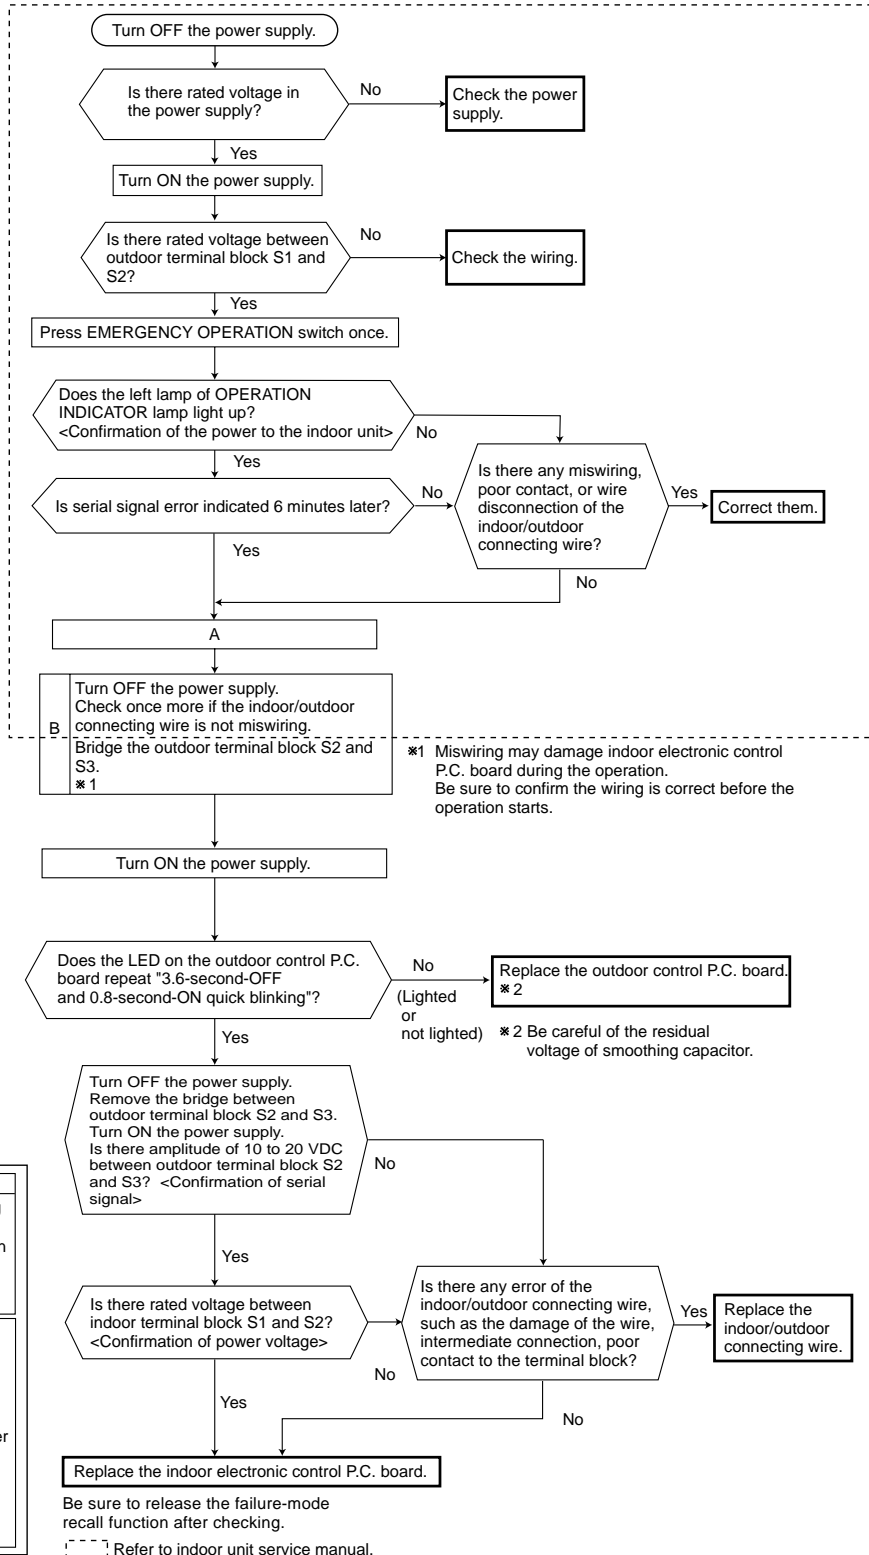 Turn OFF the power supply.
Is there rated voltage in
the power supply?
No
Check the power
supply.
Yes
Turn ON the power supply.
Is there rated voltage between
outdoor terminal block S1 and
S2?
No
Check the wiring.
Yes
Press EMERGENCY OPERATION switch once.
Does the left lamp of OPERATION
INDICATOR lamp light up?
<Confirmation of the power to the indoor unit>
No
Yes
Is serial signal error indicated 6 minutes later?
No
Is there any miswiring,
poor contact, or wire
disconnection of the
indoor/outdoor
connecting wire?
Yes
Correct them.
Yes
No
A
B
Turn OFF the power supply.
Check once more if the indoor/outdoor
connecting wire is not miswiring.
Bridge the outdoor terminal block S2 and
S3.
※1
※1 Miswiring may damage indoor electronic control
P.C. board during the operation.
Be sure to confirm the wiring is correct before the
operation starts.
Turn ON the power supply.
Does the LED on the outdoor control P.C.
board repeat "3.6-second-OFF
and 0.8-second-ON quick blinking"?
No
(Lighted
or
not lighted)
Replace the outdoor control P.C. board.
※2
※2 Be careful of the residual
voltage of smoothing capacitor.
Yes
Turn OFF the power supply.
Remove the bridge between
outdoor terminal block S2 and S3.
Turn ON the power supply.
Is there amplitude of 10 to 20 VDC
between outdoor terminal block S2
and S3? <Confirmation of serial
signal>
No
Yes
Is there rated voltage between
indoor terminal block S1 and S2?
<Confirmation of power voltage>
No
Is there any error of the
indoor/outdoor connecting wire,
such as the damage of the wire,
intermediate connection, poor
contact to the terminal block?
Yes
Replace the
indoor/outdoor
connecting wire.
Yes
No
Replace the indoor electronic control P.C. board.
Be sure to release the failure-mode
recall function after checking.
Refer to indoor unit service manual.